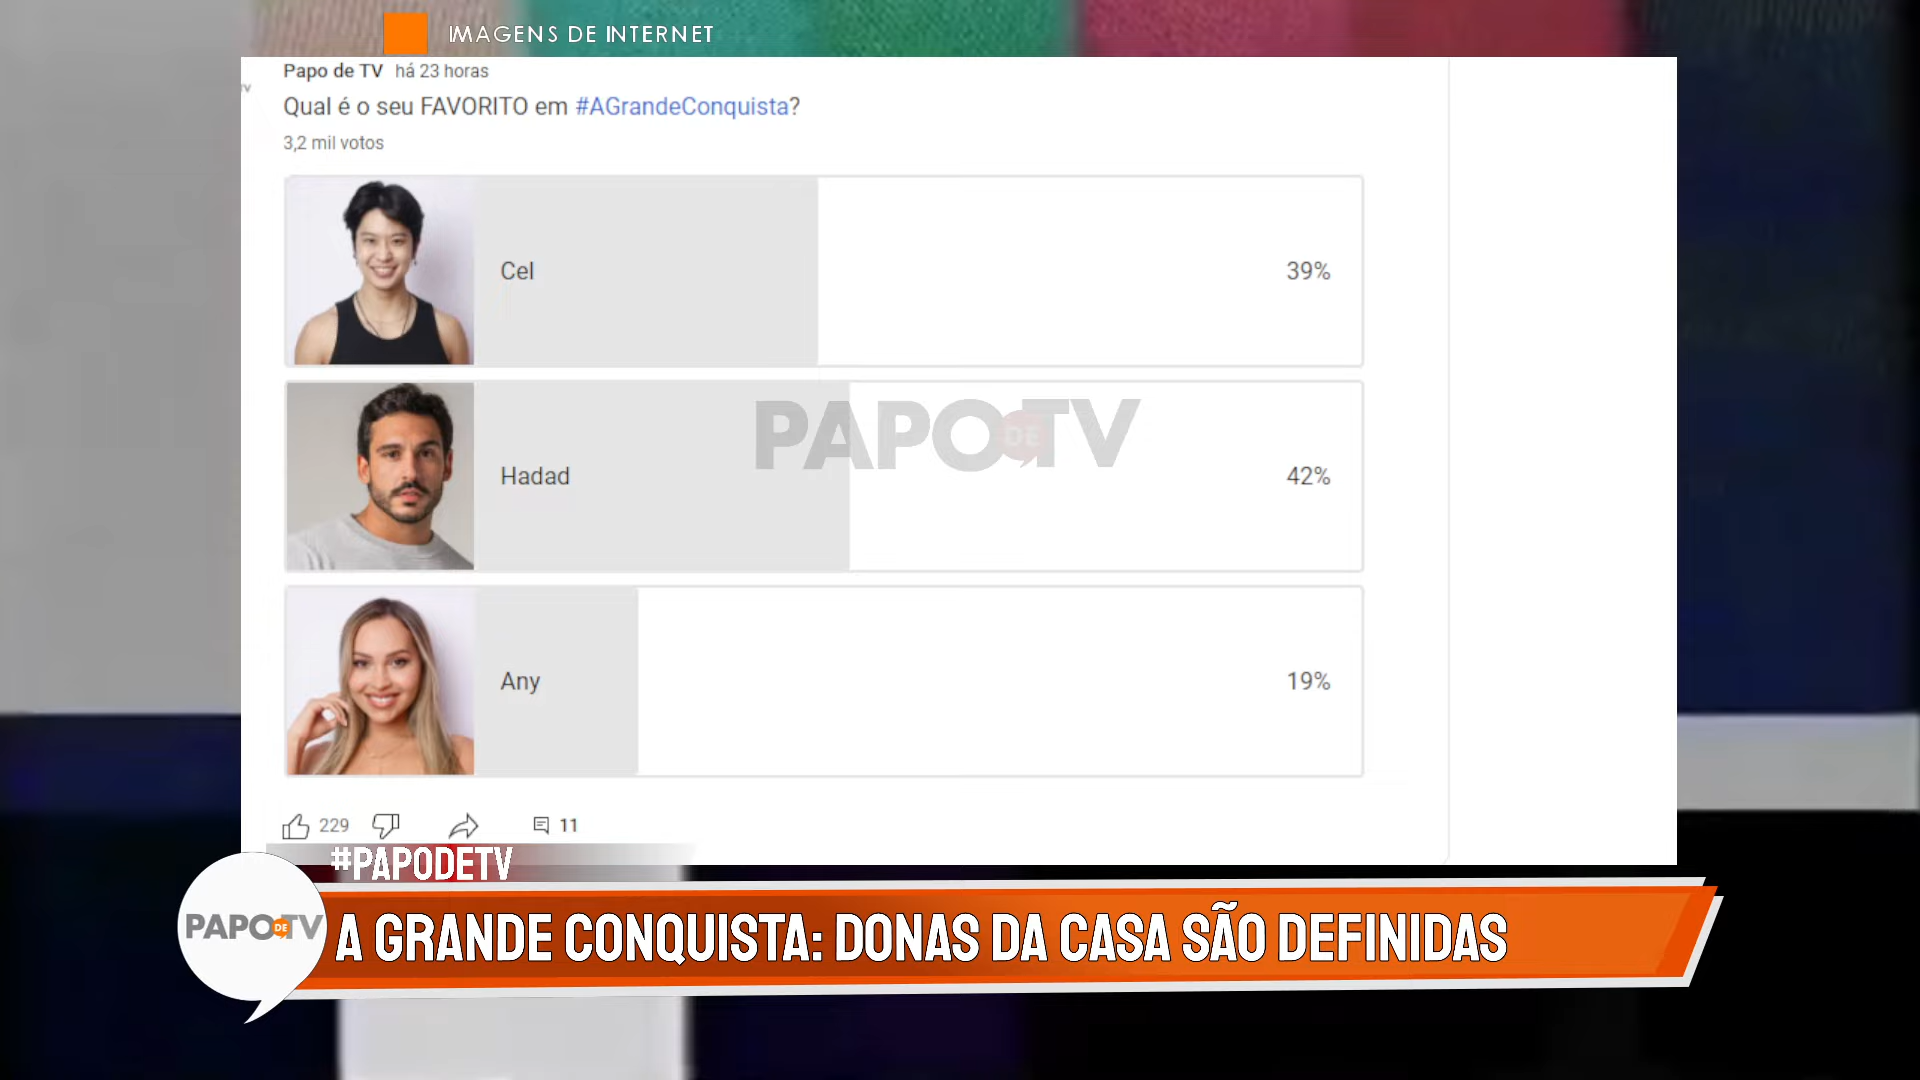 IMAGENS DE INTERNET
Papo de TV há 23 horas
Qual é o seu FAVORITO em #AGrandeConquista?
3,2 mil votos
Cel
39%
PAPO DE TV
Hadad
42%
Any
19%
229
11
#PAPODETV
PAPO DE TV
A GRANDE CONQUISTA: DONAS DA CASA SÃO DEFINIDAS